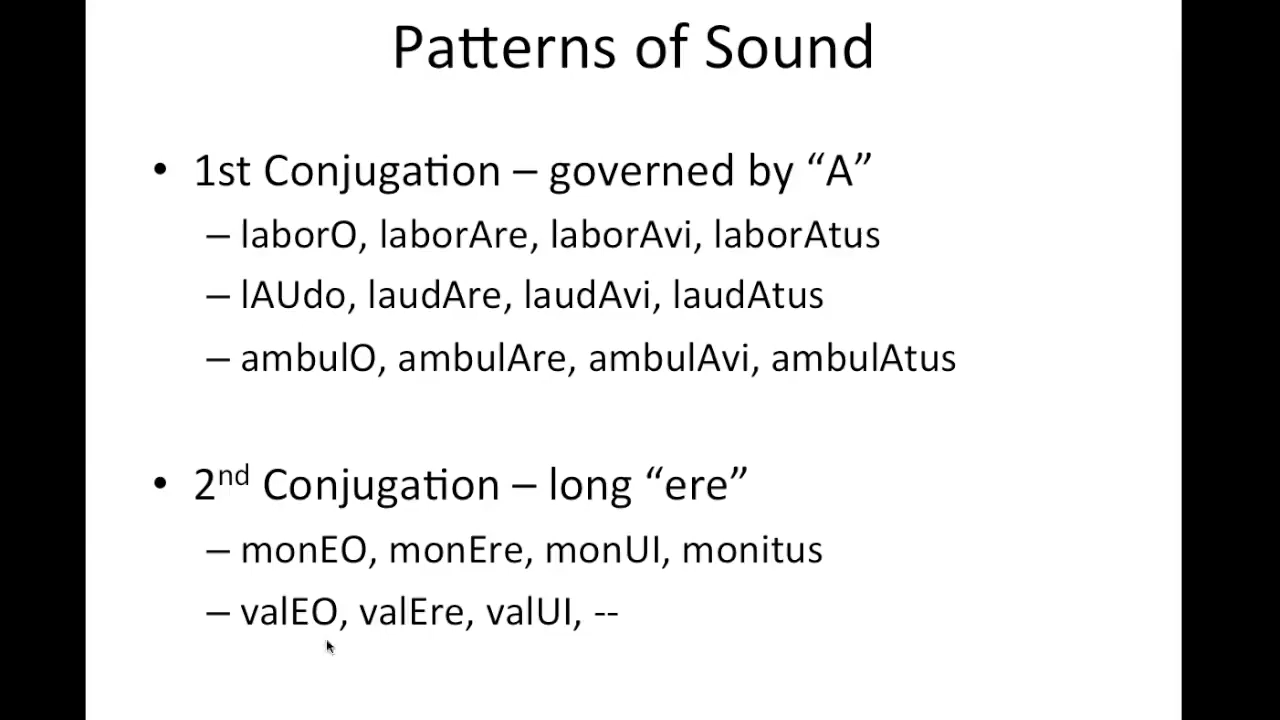 Patterns of Sound
• 1st Conjugation – governed by “A”
– laborO, laborAre, laborAvi, laborAtus
– lAUdo, laudAre, laudAvi, laudAtus
– ambulO, ambulAre, ambulAvi, ambulAtus
• 2nd Conjugation – long “ere”
– monEO, monEre, monUI, monitus
– valEO, valEre, valUI, --